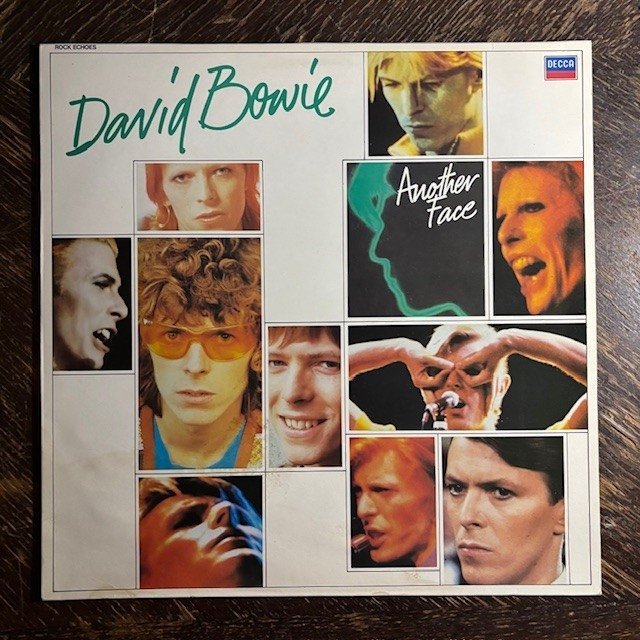 ROCK ECHOES
David Bowie
DECCA
Another
Face